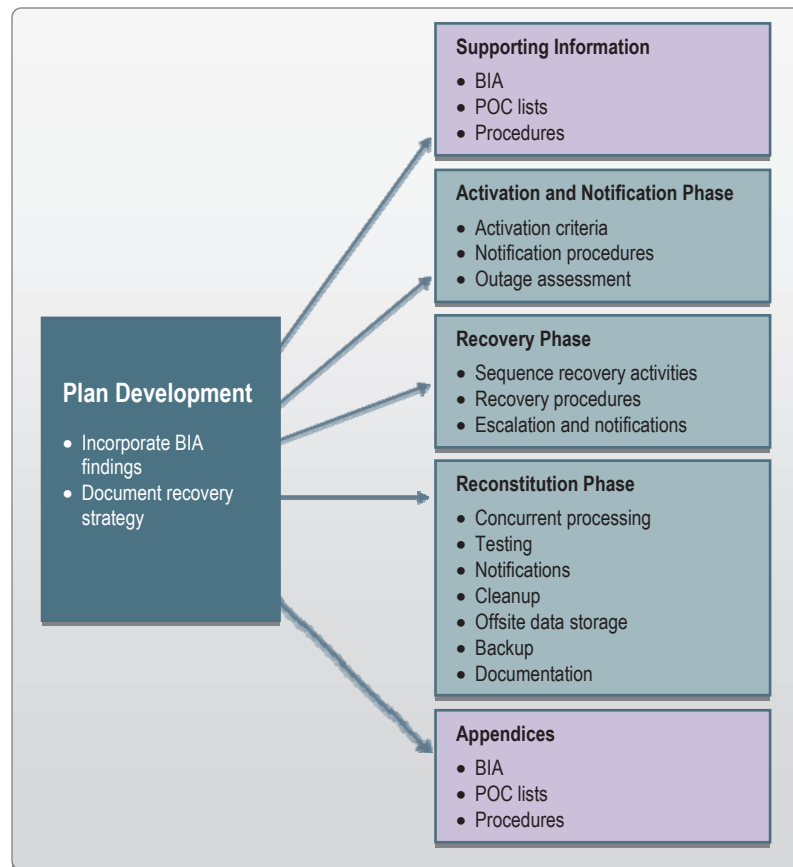 Plan Development
• Incorporate BIA
findings
• Document recovery
strategy
Supporting Information
• BIA
• POC lists
• Procedures
Activation and Notification Phase
• Activation criteria
• Notification procedures
• Outage assessment
Recovery Phase
• Sequence recovery activities
• Recovery procedures
• Escalation and notifications
Reconstitution Phase
• Concurrent processing
• Testing
• Notifications
• Cleanup
• Offsite data storage
• Backup
• Documentation
Appendices
• BIA
• POC lists
• Procedures